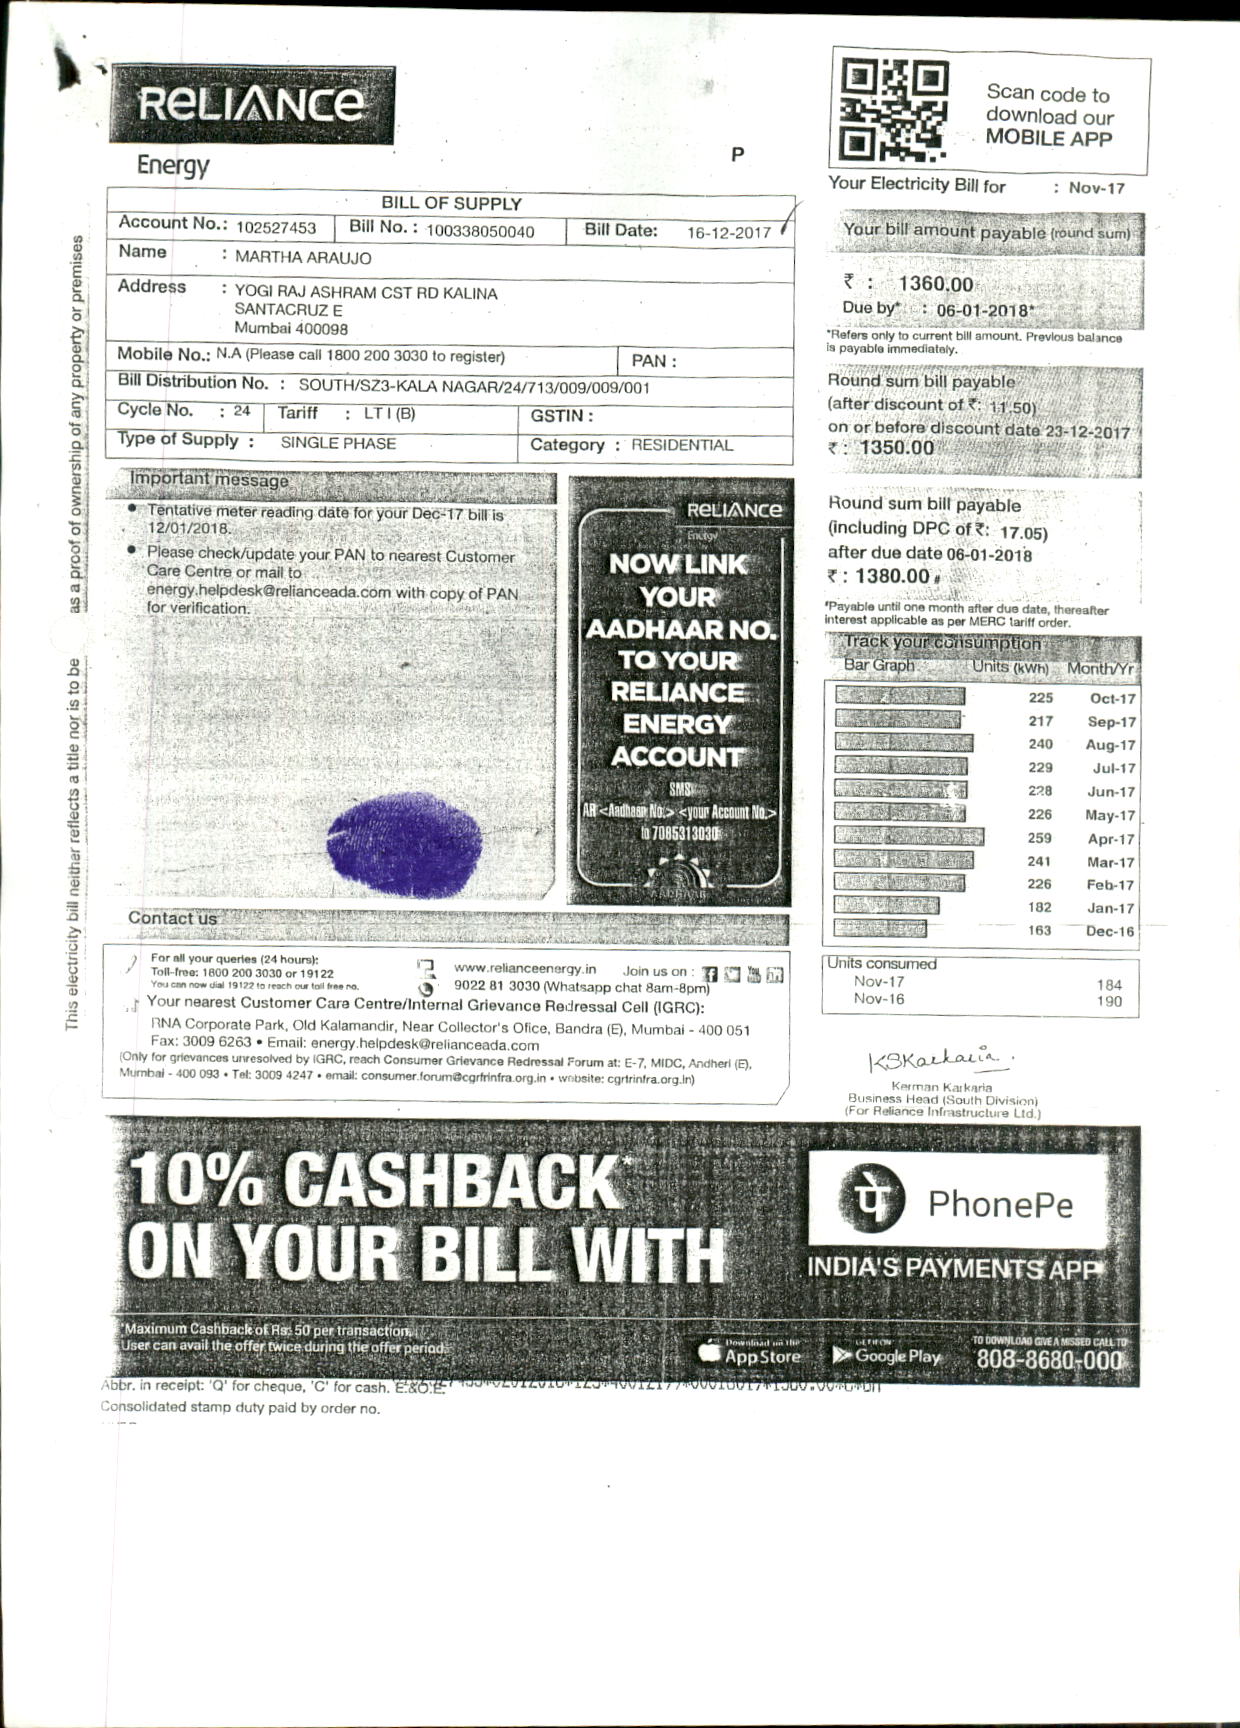 RELIANCE
Energy
P
Scan code to
download our
MOBILE APP
Your Electricity Bill for : Nov-17
BILL OF SUPPLY
Account No.: 102527453 Bill No. : 100338050040 Bill Date: 16-12-2017
Name : MARTHA ARAUJO
Address : YOGI RAJ ASHRAM CST RD KALINA
SANTACRUZ E
Mumbai 400098
Mobile No.: N.A (Please call 1800 200 3030 to register) PAN :
Bill Distribution No. : SOUTH/SZ3-KALA NAGAR/24/713/009/009/001
Cycle No. : 24 Tariff : LT I (B) GSTIN :
Type of Supply : SINGLE PHASE Category : RESIDENTIAL
Your bill amount payable (round sum)
₹ : 1360.00
Due by* : 06-01-2018*
*Refers only to current bill amount. Previous balance
is payable immediately.
Round sum bill payable
(after discount of ₹: 11.50)
on or before discount date 23-12-2017
₹ : 1350.00
Round sum bill payable
(including DPC of ₹: 17.05)
after due date 06-01-2018
₹ : 1380.00 #
*Payable until one month after due date, thereafter
interest applicable as per MERC tariff order.
Important message
• Tentative meter reading date for your Dec-17 bill is
12/01/2018.
• Please check/update your PAN to nearest Customer
Care Centre or mail to
energy.helpdesk@relianceada.com with copy of PAN
for verification.
RELIANCE
Energy
NOW LINK
YOUR
AADHAAR NO.
TO YOUR
RELIANCE
ENERGY
ACCOUNT
SMS
AR <Aadhaar No.> <your Account No.>
to 7065313030
AADHAAR
Track your consumption
Bar Graph Units (kWh) Month/Yr
225 Oct-17
217 Sep-17
240 Aug-17
229 Jul-17
228 Jun-17
226 May-17
259 Apr-17
241 Mar-17
226 Feb-17
182 Jan-17
163 Dec-16
Units consumed
Nov-17 184
Nov-16 190
KSKarkaria
Kerman Karkaria
Business Head (South Division)
(For Reliance Infrastructure Ltd.)
Contact us
For all your queries (24 hours):
Toll-free: 1800 200 3030 or 19122
You can now dial 19122 to reach our toll free no.
www.relianceenergy.in Join us on :
9022 81 3030 (Whatsapp chat 8am-8pm)
Your nearest Customer Care Centre/Internal Grievance Redressal Cell (IGRC):
RNA Corporate Park, Old Kalamandir, Near Collector's Ofice, Bandra (E), Mumbai - 400 051
Fax: 3009 6263 • Email: energy.helpdesk@relianceada.com
(Only for grievances unresolved by IGRC, reach Consumer Grievance Redressal Forum at: E-7, MIDC, Andheri (E),
Mumbai - 400 093 • Tel: 3009 4247 • email: consumer.forum@cgrfrinfra.org.in • website: cgrfrinfra.org.in)
This electricity bill neither reflects a title nor is to be as a proof of ownership of any property or premises
10% CASHBACK*
ON YOUR BILL WITH
पे PhonePe
INDIA'S PAYMENTS APP
*Maximum Cashback of Rs. 50 per transaction.
User can avail the offer twice during the offer period.
Download on the
App Store
GET IT ON
Google Play
TO DOWNLOAD GIVE A MISSED CALL TO
808-8680-000
Abbr. in receipt: 'Q' for cheque, 'C' for cash. E.&O.E.
Consolidated stamp duty paid by order no.